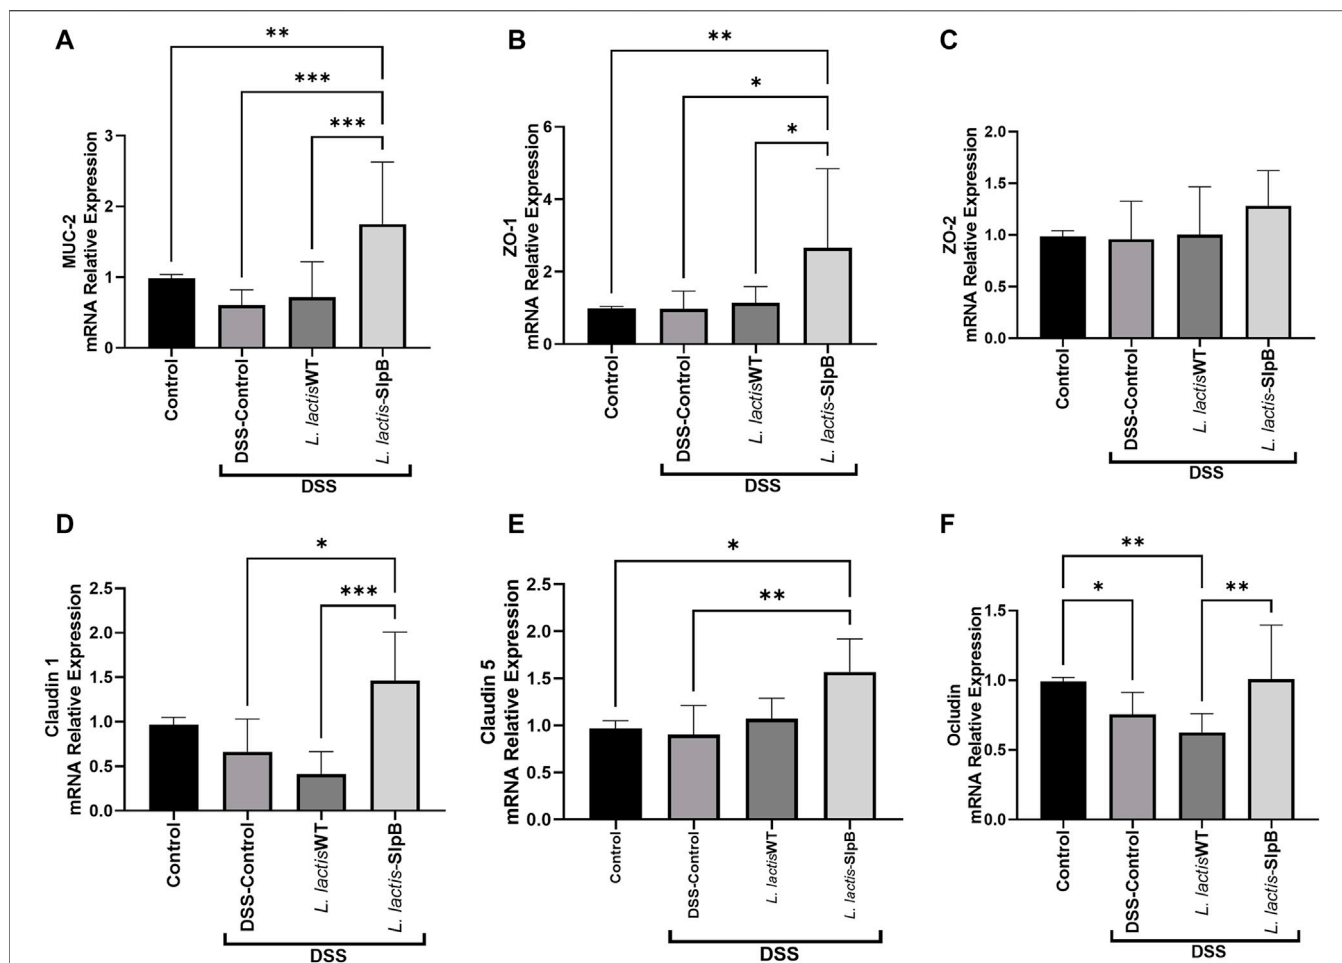 A
**
***
***
MUC-2
mRNA Relative Expression
3
2
1
0
Control
DSS-Control
L. lactisWT
L. lactis-SlpB
DSS
B
**
*
*
ZO-1
mRNA Relative Expression
6
4
2
0
Control
DSS-Control
L. lactisWT
L. lactis-SlpB
DSS
C
ZO-2
mRNA Relative Expression
2.0
1.5
1.0
0.5
0.0
Control
DSS-Control
L. lactisWT
L. lactis-SlpB
DSS
D
*
***
Claudin 1
mRNA Relative Expression
2.5
2.0
1.5
1.0
0.5
0.0
Control
DSS-Control
L. lactisWT
L. lactis-SlpB
DSS
E
*
**
Claudin 5
mRNA Relative Expression
2.5
2.0
1.5
1.0
0.5
0.0
Control
DSS-Control
L. lactisWT
L. lactis-SlpB
DSS
F
**
*
**
Ocludin
mRNA Relative Expression
1.5
1.0
0.5
0.0
Control
DSS-Control
L. lactisWT
L. lactis-SlpB
DSS